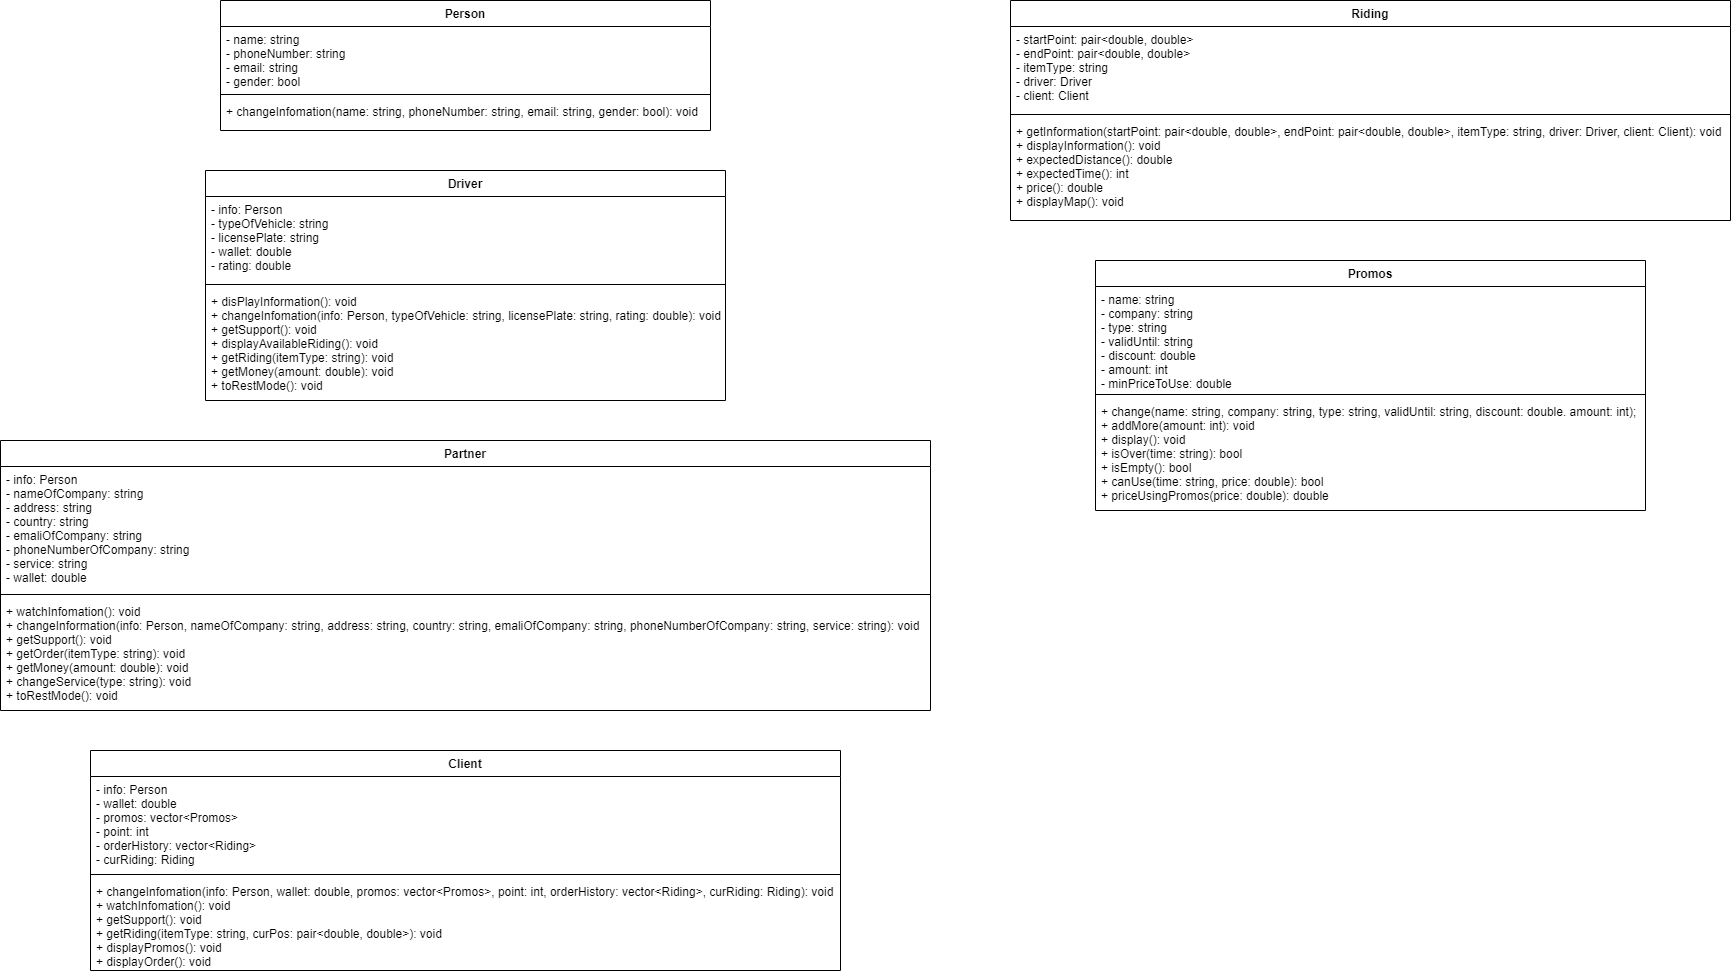 Person
- name: string
- phoneNumber: string
- email: string
- gender: bool
+ changeInfomation(name: string, phoneNumber: string, email: string, gender: bool): void
Driver
- info: Person
- typeOfVehicle: string
- licensePlate: string
- wallet: double
- rating: double
+ disPlayInformation(): void
+ changeInfomation(info: Person, typeOfVehicle: string, licensePlate: string, rating: double): void
+ getSupport(): void
+ displayAvailableRiding(): void
+ getRiding(itemType: string): void
+ getMoney(amount: double): void
+ toRestMode(): void
Partner
- info: Person
- nameOfCompany: string
- address: string
- country: string
- emaliOfCompany: string
- phoneNumberOfCompany: string
- service: string
- wallet: double
+ watchInfomation(): void
+ changeInformation(info: Person, nameOfCompany: string, address: string, country: string, emaliOfCompany: string, phoneNumberOfCompany: string, service: string): void
+ getSupport(): void
+ getOrder(itemType: string): void
+ getMoney(amount: double): void
+ changeService(type: string): void
+ toRestMode(): void
Client
- info: Person
- wallet: double
- promos: vector<Promos>
- point: int
- orderHistory: vector<Riding>
- curRiding: Riding
+ changeInfomation(info: Person, wallet: double, promos: vector<Promos>, point: int, orderHistory: vector<Riding>, curRiding: Riding): void
+ watchInfomation(): void
+ getSupport(): void
+ getRiding(itemType: string, curPos: pair<double, double>): void
+ displayPromos(): void
+ displayOrder(): void
Riding
- startPoint: pair<double, double>
- endPoint: pair<double, double>
- itemType: string
- driver: Driver
- client: Client
+ getInformation(startPoint: pair<double, double>, endPoint: pair<double, double>, itemType: string, driver: Driver, client: Client): void
+ displayInformation(): void
+ expectedDistance(): double
+ expectedTime(): int
+ price(): double
+ displayMap(): void
Promos
- name: string
- company: string
- type: string
- validUntil: string
- discount: double
- amount: int
- minPriceToUse: double
+ change(name: string, company: string, type: string, validUntil: string, discount: double. amount: int);
+ addMore(amount: int): void
+ display(): void
+ isOver(time: string): bool
+ isEmpty(): bool
+ canUse(time: string, price: double): bool
+ priceUsingPromos(price: double): double